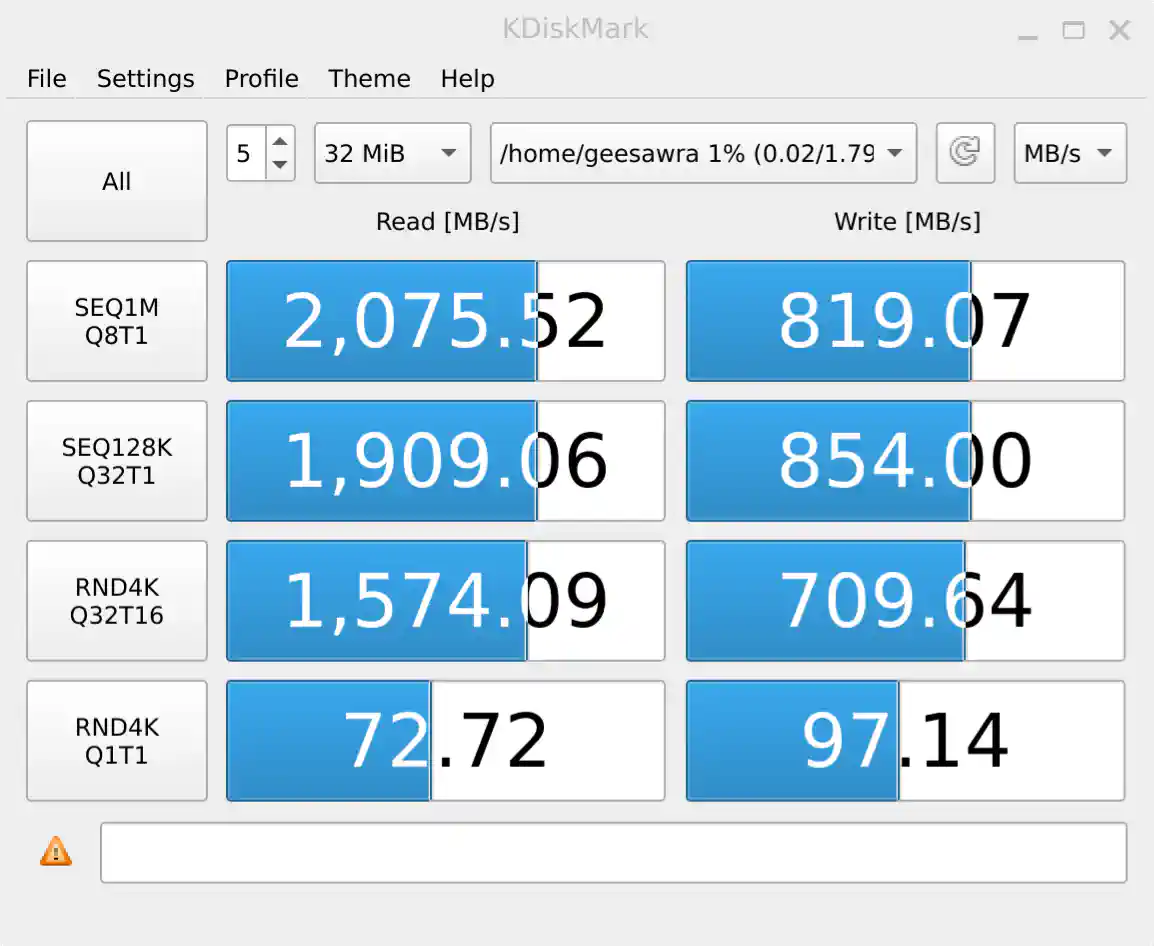 KDiskMark
File Settings Profile Theme Help
All
5
32 MiB
/home/geesawra 1% (0.02/1.79
MB/s
Read [MB/s]
Write [MB/s]
SEQ1M
Q8T1
2,075.52
819.07
SEQ128K
Q32T1
1,909.06
854.00
RND4K
Q32T16
1,574.09
709.64
RND4K
Q1T1
72.72
97.14